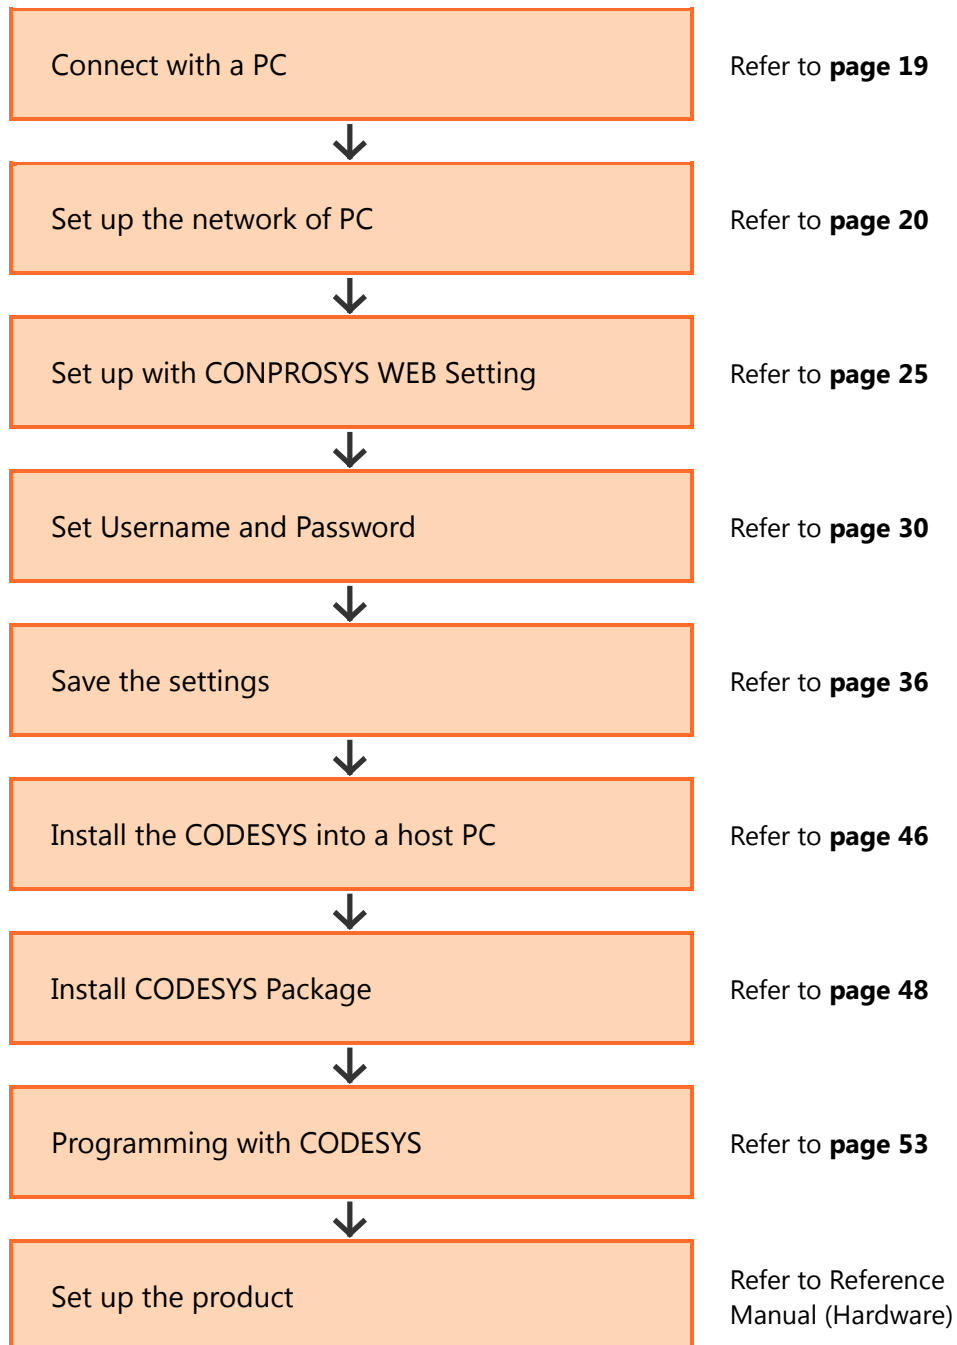 Connect with a PC
Refer to page 19
Set up the network of PC
Refer to page 20
Set up with CONPROSYS WEB Setting
Refer to page 25
Set Username and Password
Refer to page 30
Save the settings
Refer to page 36
Install the CODESYS into a host PC
Refer to page 46
Install CODESYS Package
Refer to page 48
Programming with CODESYS
Refer to page 53
Set up the product
Refer to Reference
Manual (Hardware)